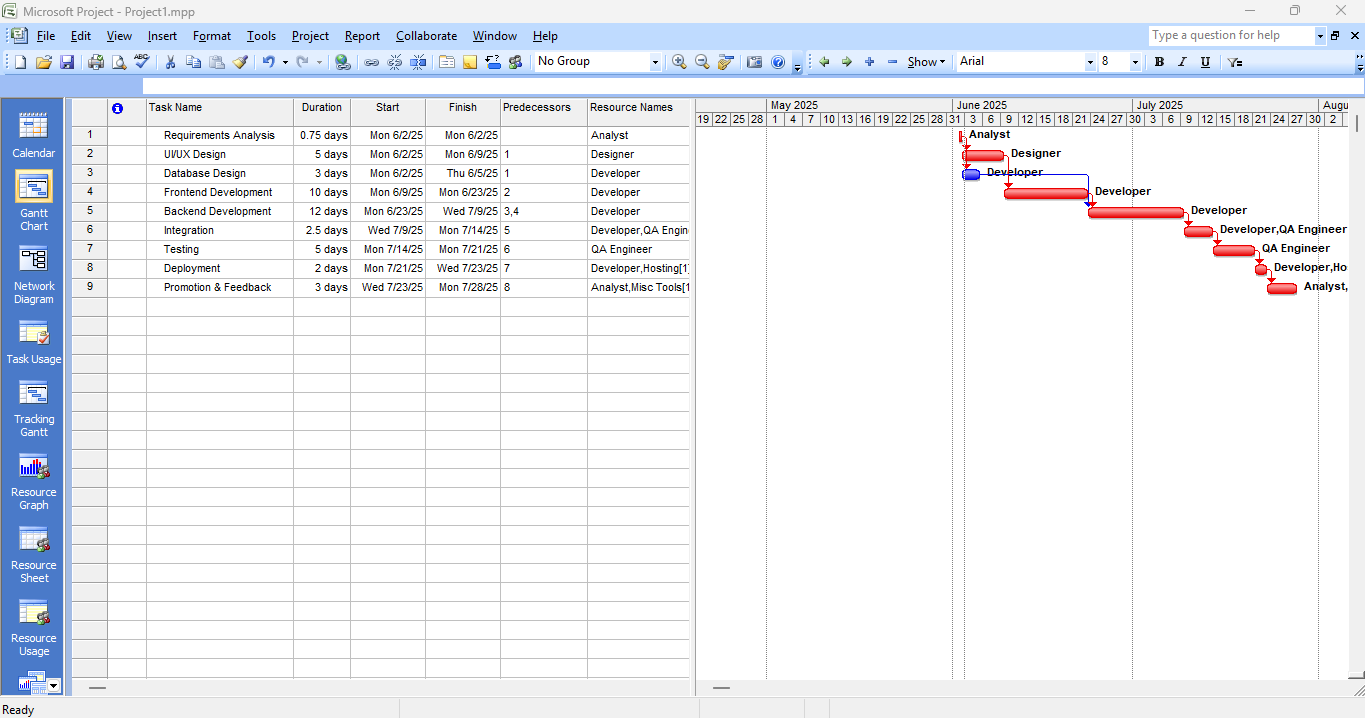 Microsoft Project - Project1.mpp
File Edit View Insert Format Tools Project Report Collaborate Window Help
Type a question for help
No Group
Show
Arial
8
B I U
Calendar
Gantt
Chart
Network
Diagram
Task Usage
Tracking
Gantt
Resource
Graph
Resource
Sheet
Resource
Usage
Task Name Duration Start Finish Predecessors Resource Names
1 Requirements Analysis 0.75 days Mon 6/2/25 Mon 6/2/25 Analyst
2 UI/UX Design 5 days Mon 6/2/25 Mon 6/9/25 1 Designer
3 Database Design 3 days Mon 6/2/25 Thu 6/5/25 1 Developer
4 Frontend Development 10 days Mon 6/9/25 Mon 6/23/25 2 Developer
5 Backend Development 12 days Mon 6/23/25 Wed 7/9/25 3,4 Developer
6 Integration 2.5 days Wed 7/9/25 Mon 7/14/25 5 Developer,QA Engin
7 Testing 5 days Mon 7/14/25 Mon 7/21/25 6 QA Engineer
8 Deployment 2 days Mon 7/21/25 Wed 7/23/25 7 Developer,Hosting[1]
9 Promotion & Feedback 3 days Wed 7/23/25 Mon 7/28/25 8 Analyst,Misc Tools[1
May 2025 June 2025 July 2025 Augu
19 22 25 28 1 4 7 10 13 16 19 22 25 28 31 3 6 9 12 15 18 21 24 27 30 3 6 9 12 15 18 21 24 27 30 2
Analyst
Designer
Developer
Developer
Developer
Developer,QA Engineer
QA Engineer
Developer,Ho
Analyst,
Ready